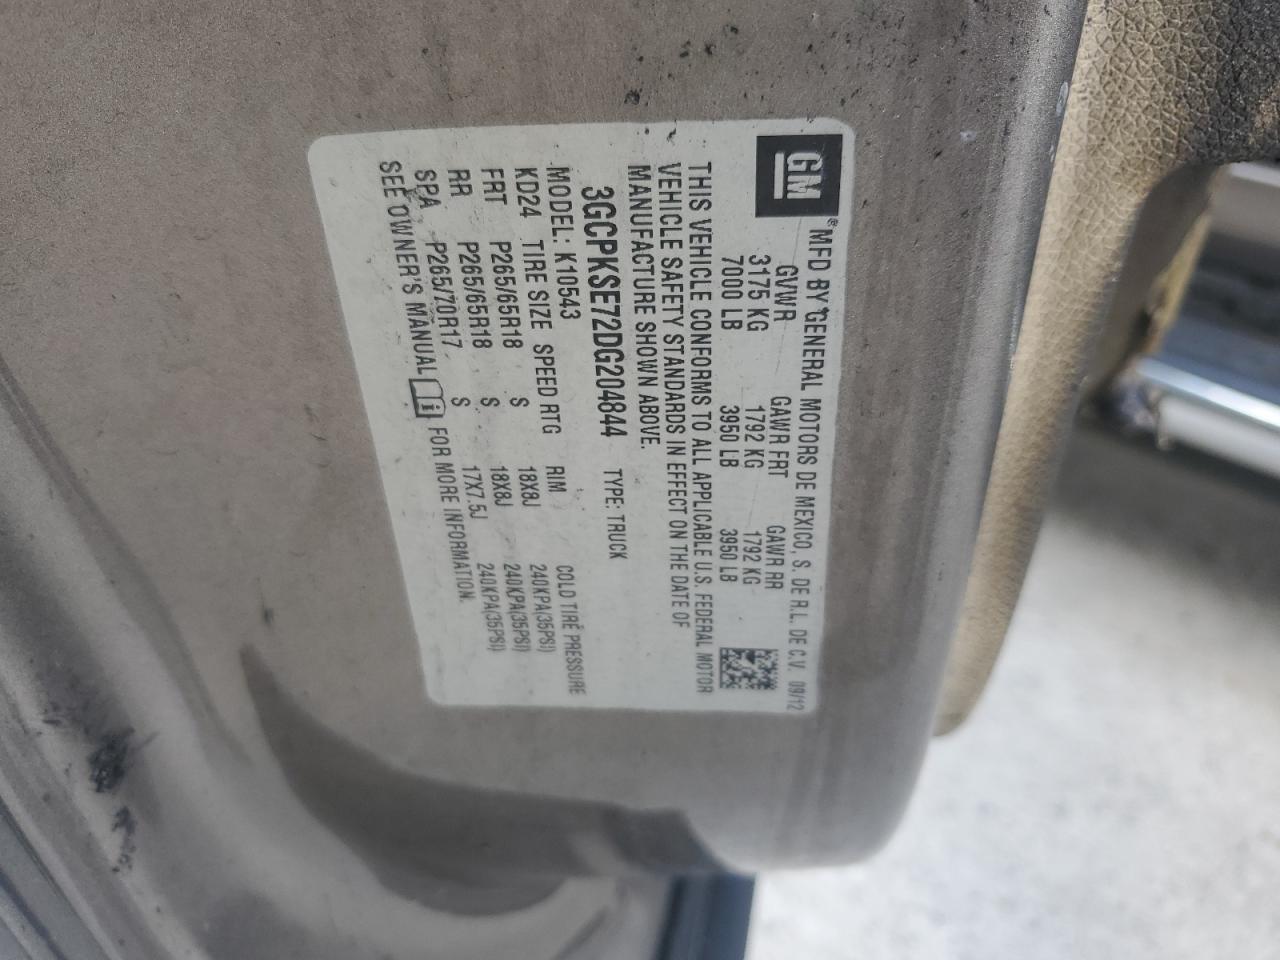 GM ® MFD BY GENERAL MOTORS DE MEXICO, S. DE R.L. DE C.V. 09/12
GVWR GAWR FRT GAWR RR
3175 KG 1792 KG 1792 KG
7000 LB 3950 LB 3950 LB
THIS VEHICLE CONFORMS TO ALL APPLICABLE U.S. FEDERAL MOTOR
VEHICLE SAFETY STANDARDS IN EFFECT ON THE DATE OF
MANUFACTURE SHOWN ABOVE.
3GCPKSE72DG204844 TYPE: TRUCK
MODEL: K10543
KD24 TIRE SIZE SPEED RTG RIM COLD TIRE PRESSURE
FRT P265/65R18 S 18X8J 240KPA(35PSI)
RR P265/65R18 S 18X8J 240KPA(35PSI)
SPA P265/70R17 S 17X7.5J 240KPA(35PSI)
SEE OWNER'S MANUAL i FOR MORE INFORMATION.